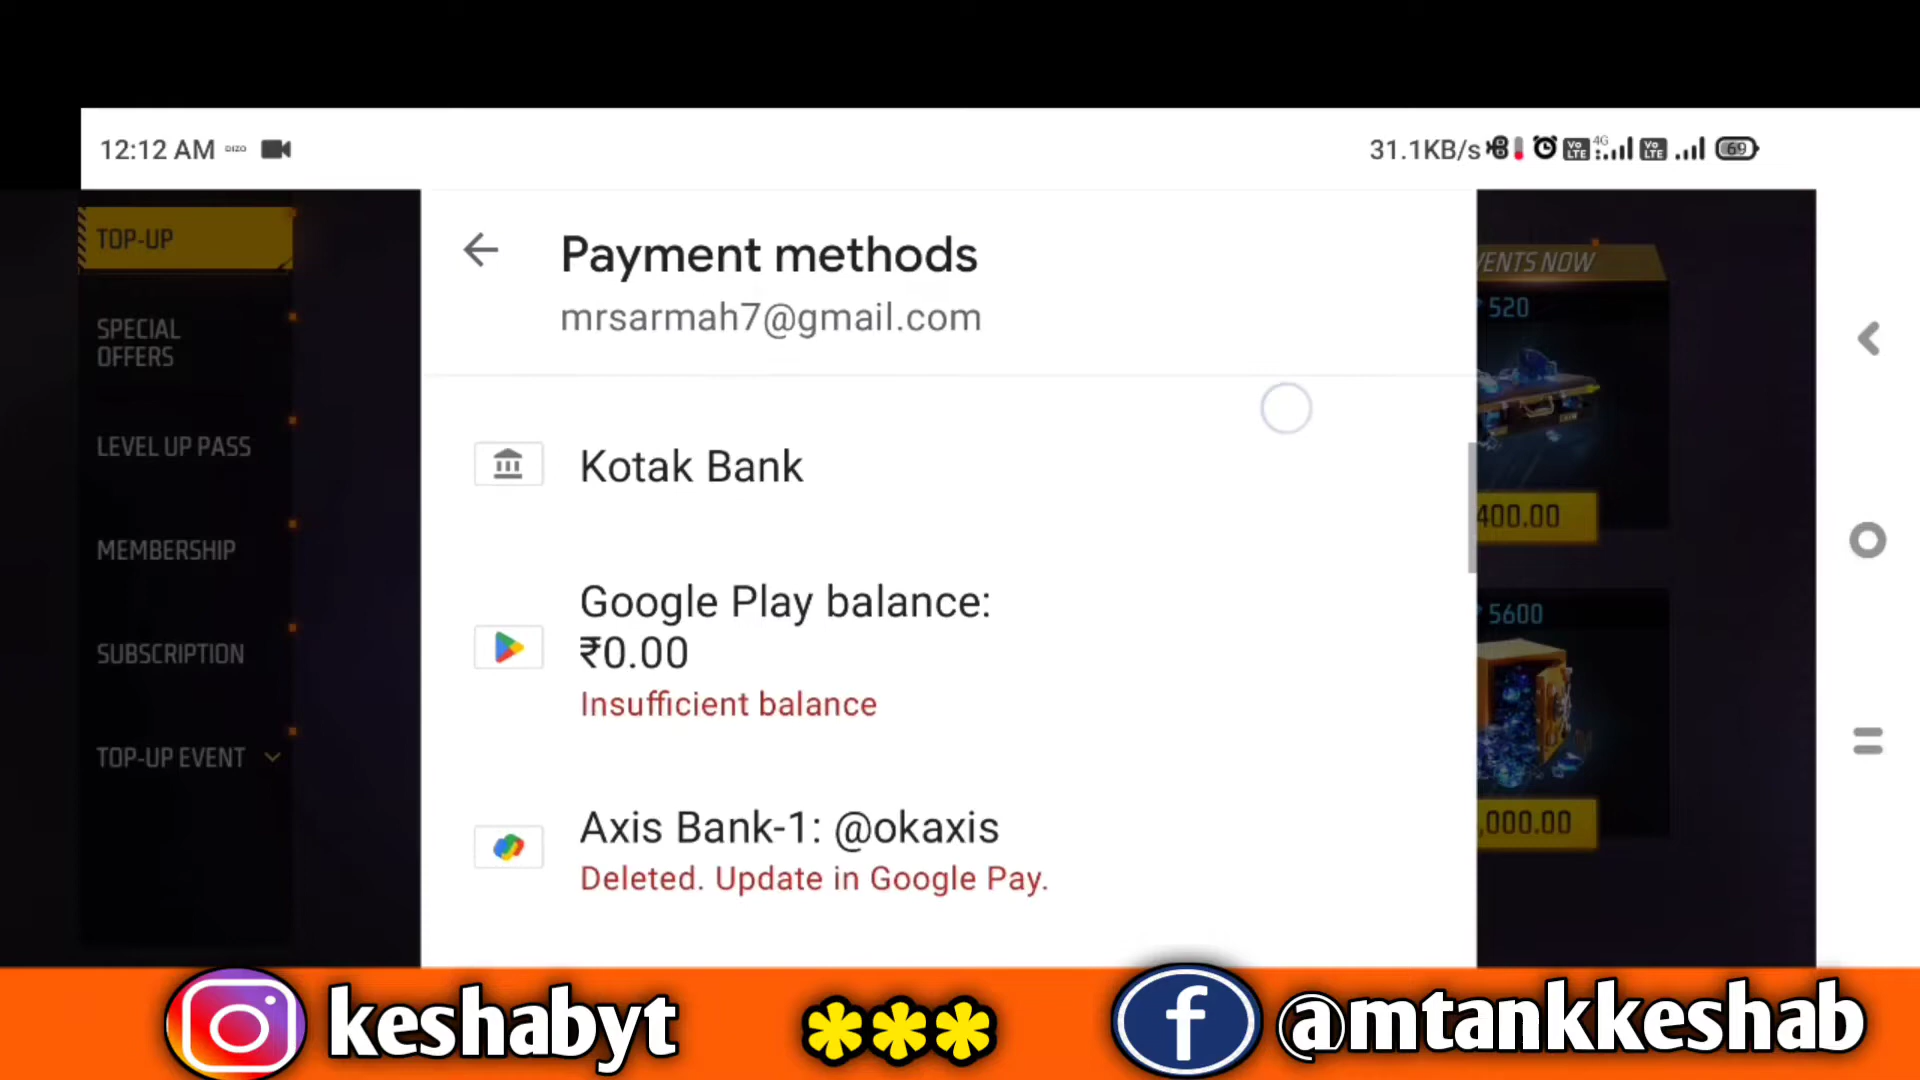 12:12 AM DIZO
31.1KB/s 4G 69
TOP-UP
SPECIAL
OFFERS
LEVEL UP PASS
MEMBERSHIP
SUBSCRIPTION
TOP-UP EVENT
Payment methods
mrsarmah7@gmail.com
Kotak Bank
Google Play balance:
₹0.00
Insufficient balance
Axis Bank-1: @okaxis
Deleted. Update in Google Pay.
ENTS NOW
520
400.00
5600
,000.00
keshabyt
***
@mtankkeshab